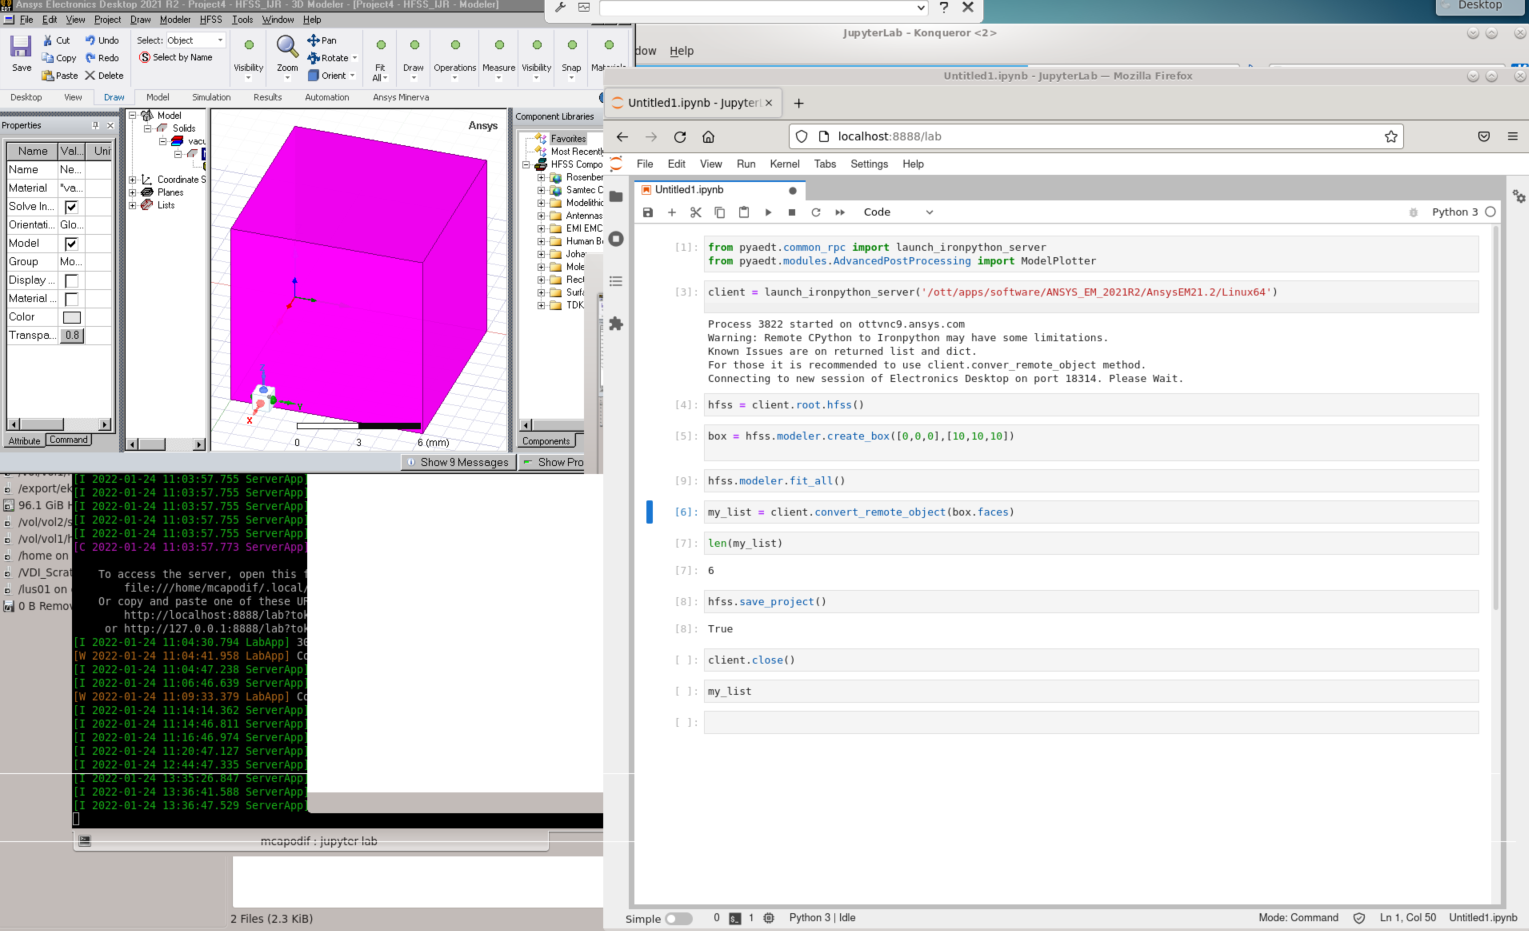 Ansys Electronics Desktop 2021 R2 - Project4 - HFSS_IJR - 3D Modeler - [Project4 - HFSS_IJR - Modeler]
File Edit View Project Draw Modeler HFSS Tools Window Help
Save
Cut
Copy
Paste
Undo
Redo
Delete
Select: Object
Select by Name
Visibility
Zoom
Pan
Rotate
Orient
Fit All
Draw
Operations
Measure
Visibility
Snap
Desktop View Draw Model Simulation Results Automation Ansys Minerva
Properties
Name Val... Uni
Name Ne...
Material "va...
Solve In...
Orientati... Glo...
Model
Group Mo...
Display ...
Material ...
Color
Transpa... 0.8
Attribute Command
Model
Solids
vacu
Coordinate S
Planes
Lists
Ansys
X
0 3 6 (mm)
Component Libraries
Favorites
Most Recent
HFSS Compo
Rosenber
Samtec C
Modelithic
Antennas
EMI EMC
Human B
Joha
Mole
Rect
Surf
TDK
Components
Show 9 Messages
Show Pro
/export/ek
96.1 GiB H
/vol/vol2/s
/vol/vol1/h
/home on
/VDI_Scrat
/lus01 on
0 B Remov
[I 2022-01-24 11:03:57.755 ServerApp]
[I 2022-01-24 11:03:57.755 ServerApp]
[I 2022-01-24 11:03:57.755 ServerApp]
[I 2022-01-24 11:03:57.755 ServerApp]
[I 2022-01-24 11:03:57.755 ServerApp]
[C 2022-01-24 11:03:57.773 ServerApp]
To access the server, open this f
file:///home/mcapodif/.local/
Or copy and paste one of these UR
http://localhost:8888/lab?tok
or http://127.0.0.1:8888/lab?tok
[I 2022-01-24 11:04:30.794 LabApp] 30
[W 2022-01-24 11:04:41.958 LabApp] Co
[I 2022-01-24 11:04:47.238 ServerApp]
[I 2022-01-24 11:06:46.639 ServerApp]
[W 2022-01-24 11:09:33.379 LabApp] Co
[I 2022-01-24 11:14:14.362 ServerApp]
[I 2022-01-24 11:14:46.811 ServerApp]
[I 2022-01-24 11:16:46.974 ServerApp]
[I 2022-01-24 11:20:47.127 ServerApp]
[I 2022-01-24 12:44:47.335 ServerApp]
[I 2022-01-24 13:35:26.847 ServerApp]
[I 2022-01-24 13:36:41.588 ServerApp]
[I 2022-01-24 13:36:47.529 ServerApp]
mcapodif : jupyter lab
2 Files (2.3 KiB)
Desktop
JupyterLab - Konqueror <2>
dow Help
Untitled1.ipynb - JupyterLab — Mozilla Firefox
Untitled1.ipynb - Jupyter
localhost:8888/lab
File Edit View Run Kernel Tabs Settings Help
Untitled1.ipynb
Code
Python 3
[1]: from pyaedt.common_rpc import launch_ironpython_server
from pyaedt.modules.AdvancedPostProcessing import ModelPlotter
[3]: client = launch_ironpython_server('/ott/apps/software/ANSYS_EM_2021R2/AnsysEM21.2/Linux64')
Process 3822 started on ottvnc9.ansys.com
Warning: Remote CPython to Ironpython may have some limitations.
Known Issues are on returned list and dict.
For those it is recommended to use client.conver_remote_object method.
Connecting to new session of Electronics Desktop on port 18314. Please Wait.
[4]: hfss = client.root.hfss()
[5]: box = hfss.modeler.create_box([0,0,0],[10,10,10])
[9]: hfss.modeler.fit_all()
[6]: my_list = client.convert_remote_object(box.faces)
[7]: len(my_list)
[7]: 6
[8]: hfss.save_project()
[8]: True
[ ]: client.close()
[ ]: my_list
[ ]:
Simple 0 1 Python 3 | Idle Mode: Command Ln 1, Col 50 Untitled1.ipynb